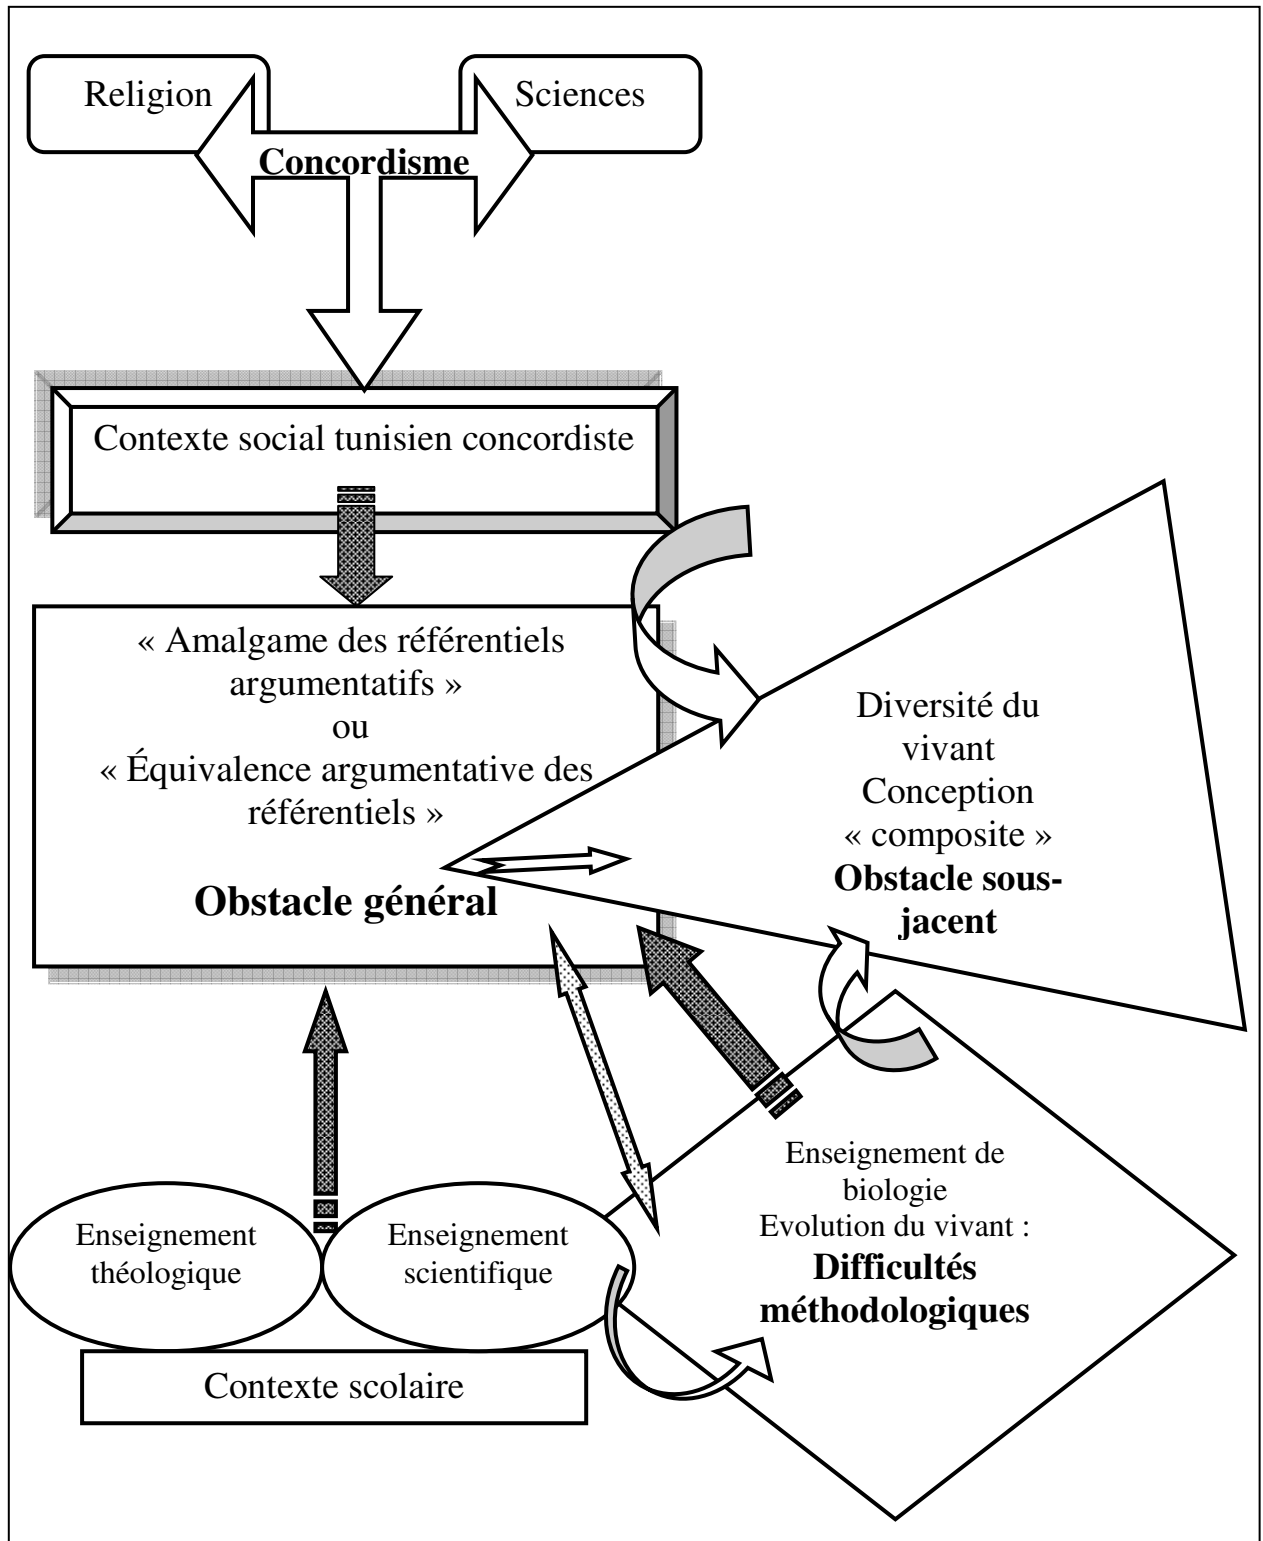 Religion
Sciences
Concordisme
Contexte social tunisien concordiste
« Amalgame des référentiels
argumentatifs »
ou
« Équivalence argumentative des
référentiels »
Obstacle général
Diversité du
vivant
Conception
« composite »
Obstacle sous-
jacent
Enseignement de
biologie
Evolution du vivant :
Difficultés
méthodologiques
Enseignement
théologique
Enseignement
scientifique
Contexte scolaire